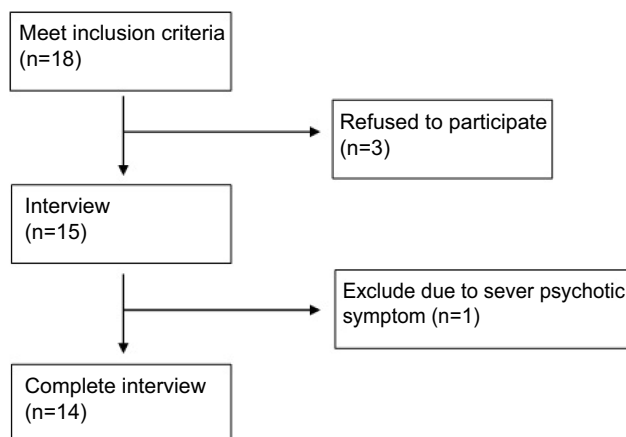 Meet inclusion criteria
(n=18)
Refused to participate
(n=3)
Interview
(n=15)
Exclude due to sever psychotic
symptom (n=1)
Complete interview
(n=14)